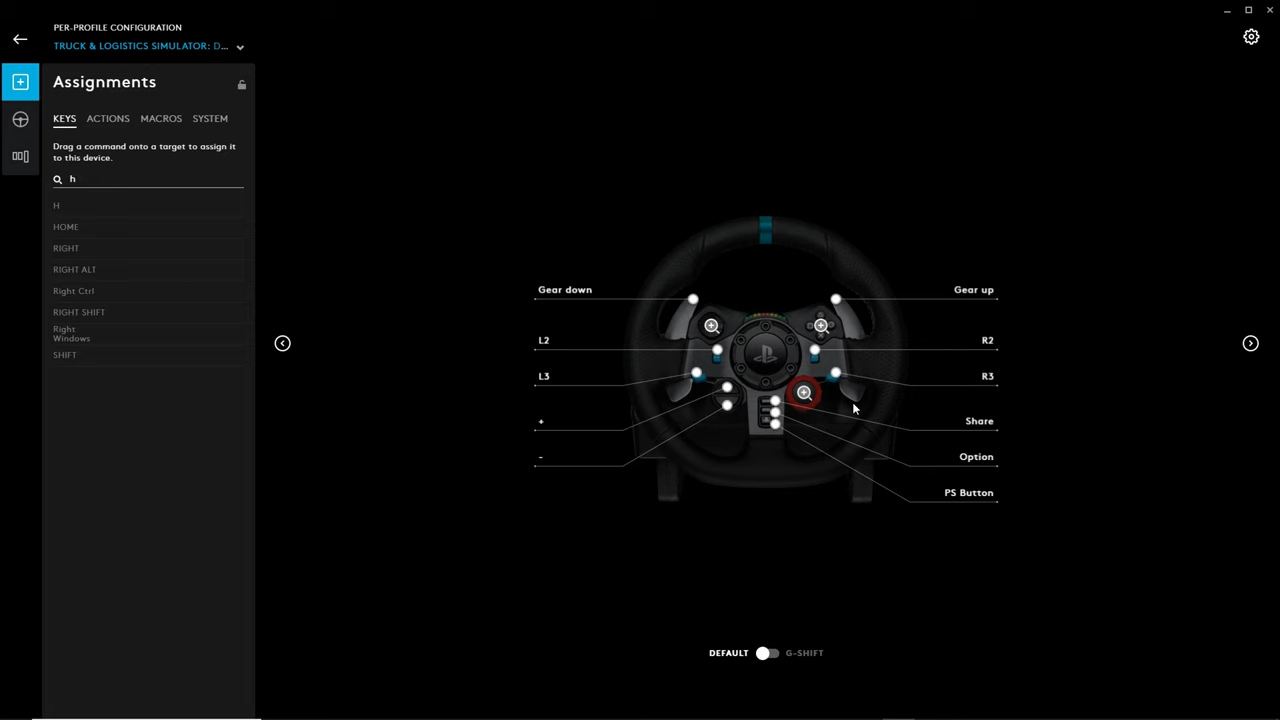 PER-PROFILE CONFIGURATION
TRUCK & LOGISTICS SIMULATOR: D...
Assignments
KEYS ACTIONS MACROS SYSTEM
Drag a command onto a target to assign it
to this device.
h
H
HOME
RIGHT
RIGHT ALT
Right Ctrl
RIGHT SHIFT
Right
Windows
SHIFT
Gear down
L2
L3
+
-
Gear up
R2
R3
Share
Option
PS Button
DEFAULT G-SHIFT